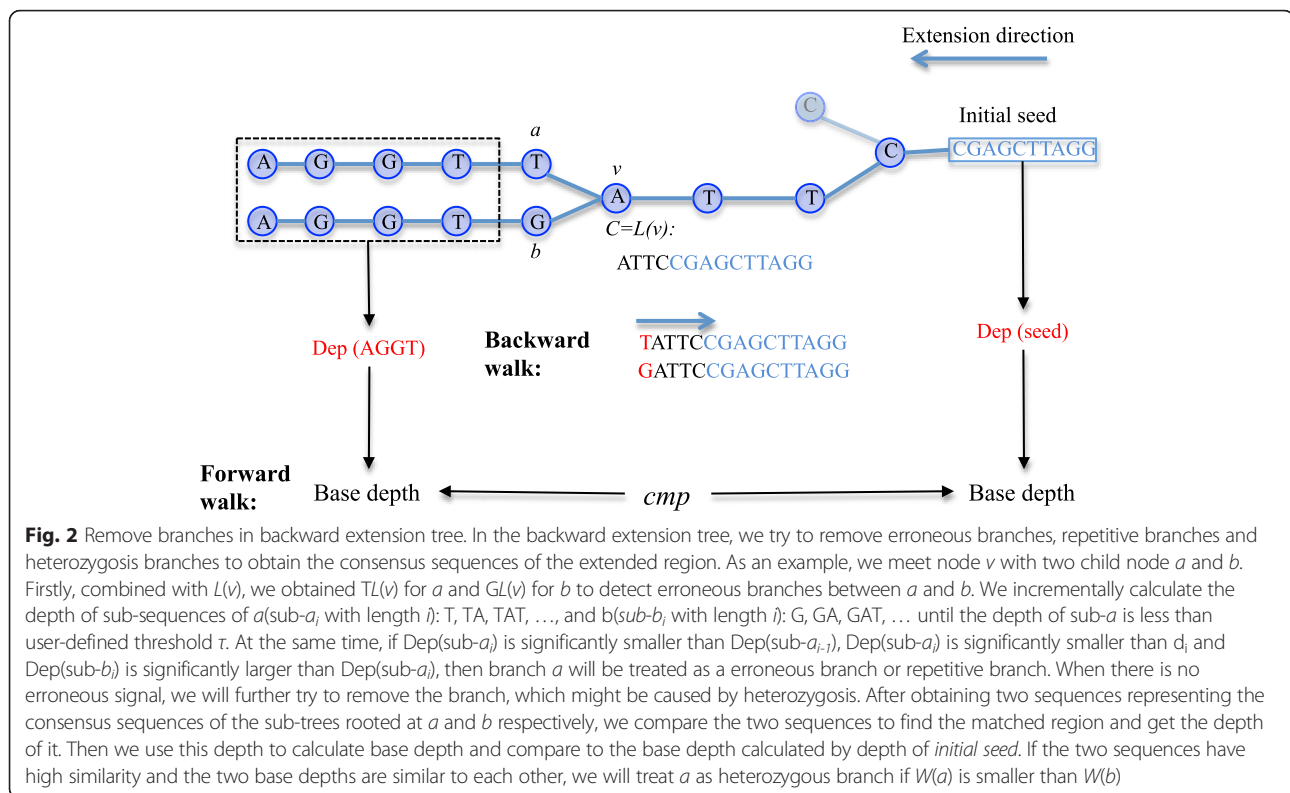 Extension direction
C
Initial seed
a
A G G T T
C
CGAGCTTAGG
v
A T T
A G G T G
C=L(v):
b
ATTCCGAGCTTAGG
Dep (AGGT)
Backward walk:
TATTCCGAGCTTAGG
GATTCCGAGCTTAGG
Dep (seed)
Forward walk:
Base depth
cmp
Base depth
Fig. 2 Remove branches in backward extension tree. In the backward extension tree, we try to remove erroneous branches, repetitive branches and
heterozygosis branches to obtain the consensus sequences of the extended region. As an example, we meet node v with two child node a and b.
Firstly, combined with L(v), we obtained TL(v) for a and GL(v) for b to detect erroneous branches between a and b. We incrementally calculate the
depth of sub-sequences of a(sub-aᵢ with length i): T, TA, TAT, …, and b(sub-bᵢ with length i): G, GA, GAT, … until the depth of sub-a is less than
user-defined threshold τ. At the same time, if Dep(sub-aᵢ) is significantly smaller than Dep(sub-aᵢ₋₁), Dep(sub-aᵢ) is significantly smaller than dᵢ and
Dep(sub-bᵢ) is significantly larger than Dep(sub-aᵢ), then branch a will be treated as a erroneous branch or repetitive branch. When there is no
erroneous signal, we will further try to remove the branch, which might be caused by heterozygosis. After obtaining two sequences representing the
consensus sequences of the sub-trees rooted at a and b respectively, we compare the two sequences to find the matched region and get the depth
of it. Then we use this depth to calculate base depth and compare to the base depth calculated by depth of initial seed. If the two sequences have
high similarity and the two base depths are similar to each other, we will treat a as heterozygous branch if W(a) is smaller than W(b)